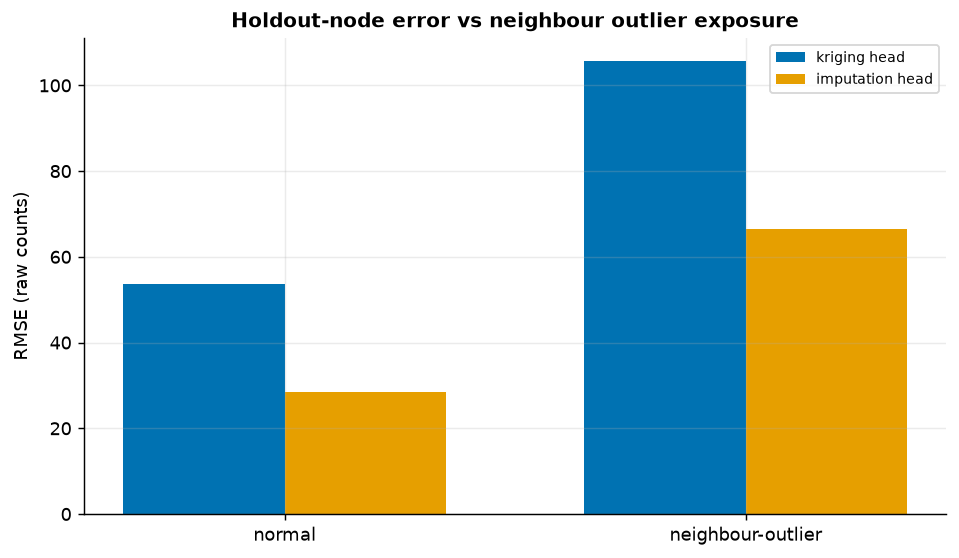 Holdout-node error vs neighbour outlier exposure
kriging head
imputation head
RMSE (raw counts)
100
80
60
40
20
0
normal
neighbour-outlier